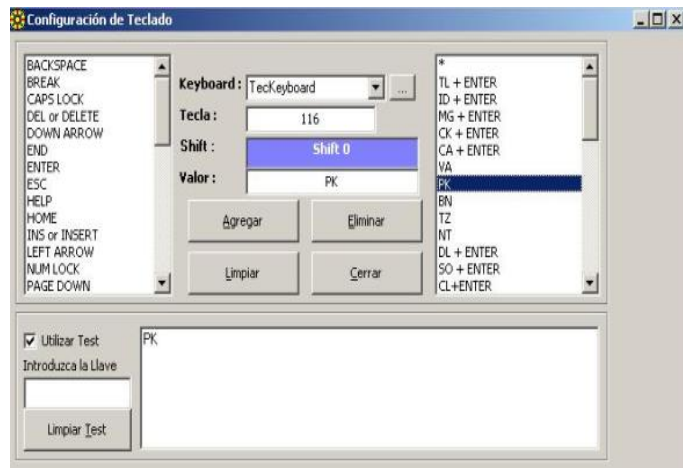 Configuración de Teclado
BACKSPACE
BREAK
CAPS LOCK
DEL or DELETE
DOWN ARROW
END
ENTER
ESC
HELP
HOME
INS or INSERT
LEFT ARROW
NUM LOCK
PAGE DOWN
Keyboard : TecKeyboard ...
Tecla : 116
Shift : Shift 0
Valor : PK
Agregar Eliminar
Limpiar Cerrar
*
TL + ENTER
ID + ENTER
MG + ENTER
CK + ENTER
CA + ENTER
VA
PK
BN
TZ
NT
DL + ENTER
SO + ENTER
CL+ENTER
Utilizar Test
Introduzca la Llave
Limpiar Test
PK